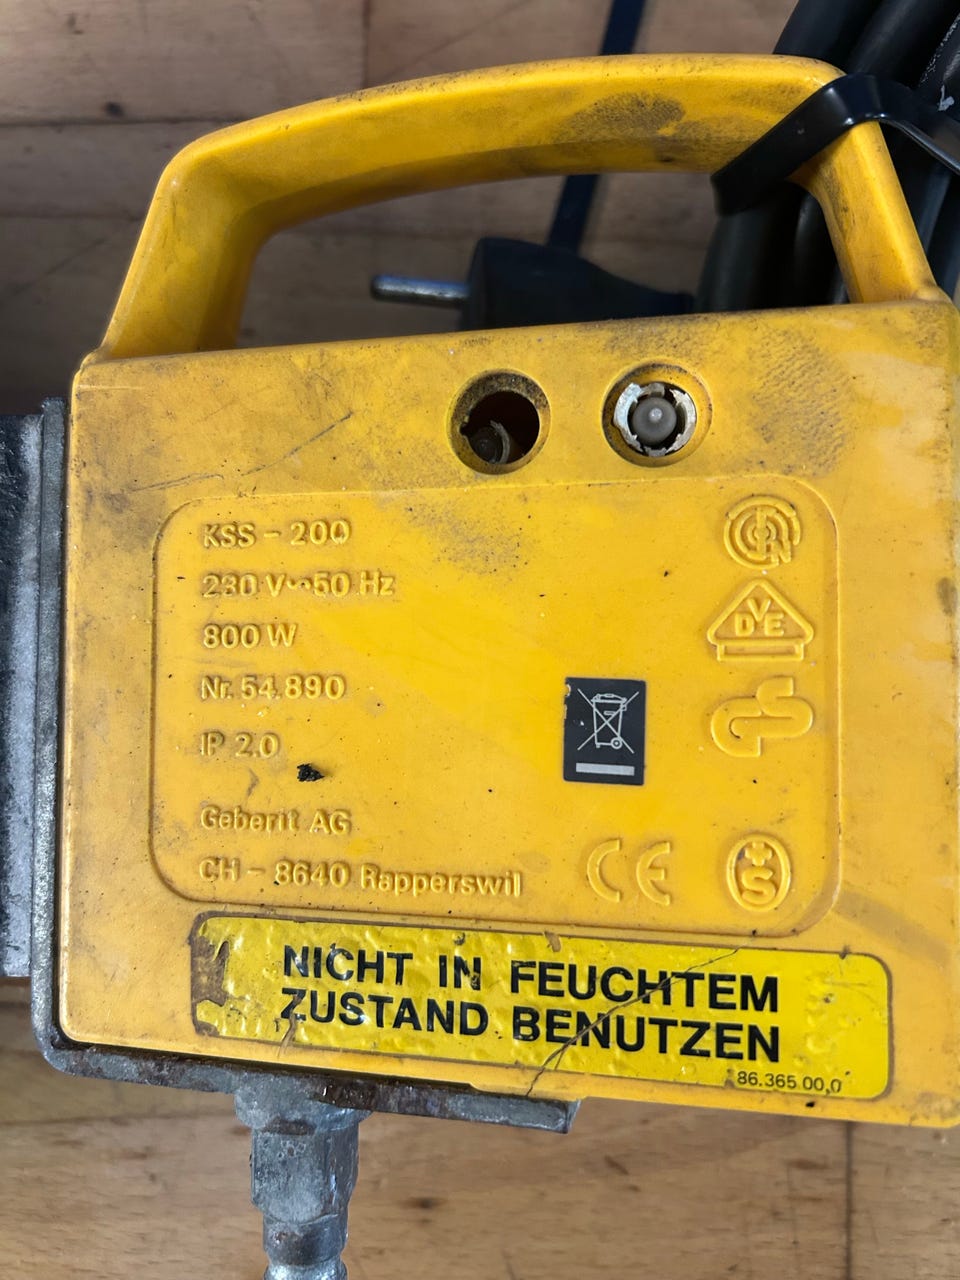 KSS - 200
230 V~50 Hz
800 W
Nr. 54.890
IP 2.0
Geberit AG
CH - 8640 Rapperswil
VDE
CE
S
NICHT IN FEUCHTEM
ZUSTAND BENUTZEN
86.365 00,0